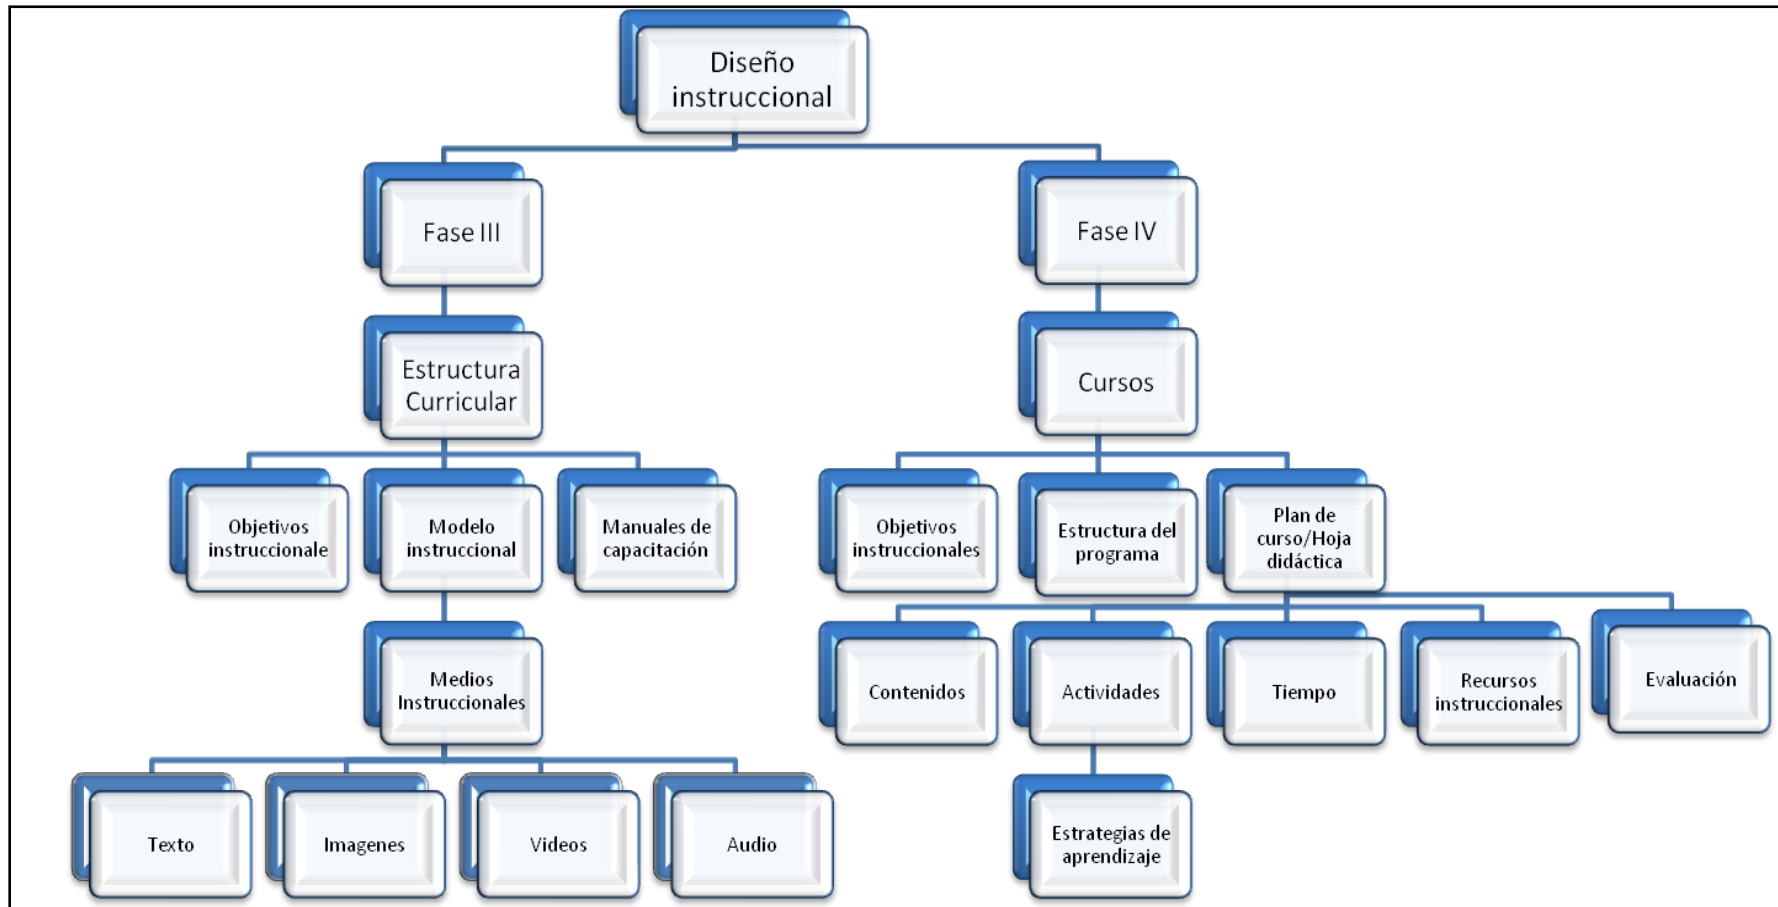 Diseño
instruccional
Fase III
Fase IV
Estructura
Curricular
Cursos
Objetivos
instruccionale
Modelo
instruccional
Manuales de
capacitación
Objetivos
instruccionales
Estructura del
programa
Plan de
curso/Hoja
didáctica
Medios
Instruccionales
Contenidos
Actividades
Tiempo
Recursos
instruccionales
Evaluación
Texto
Imagenes
Videos
Audio
Estrategias de
aprendizaje